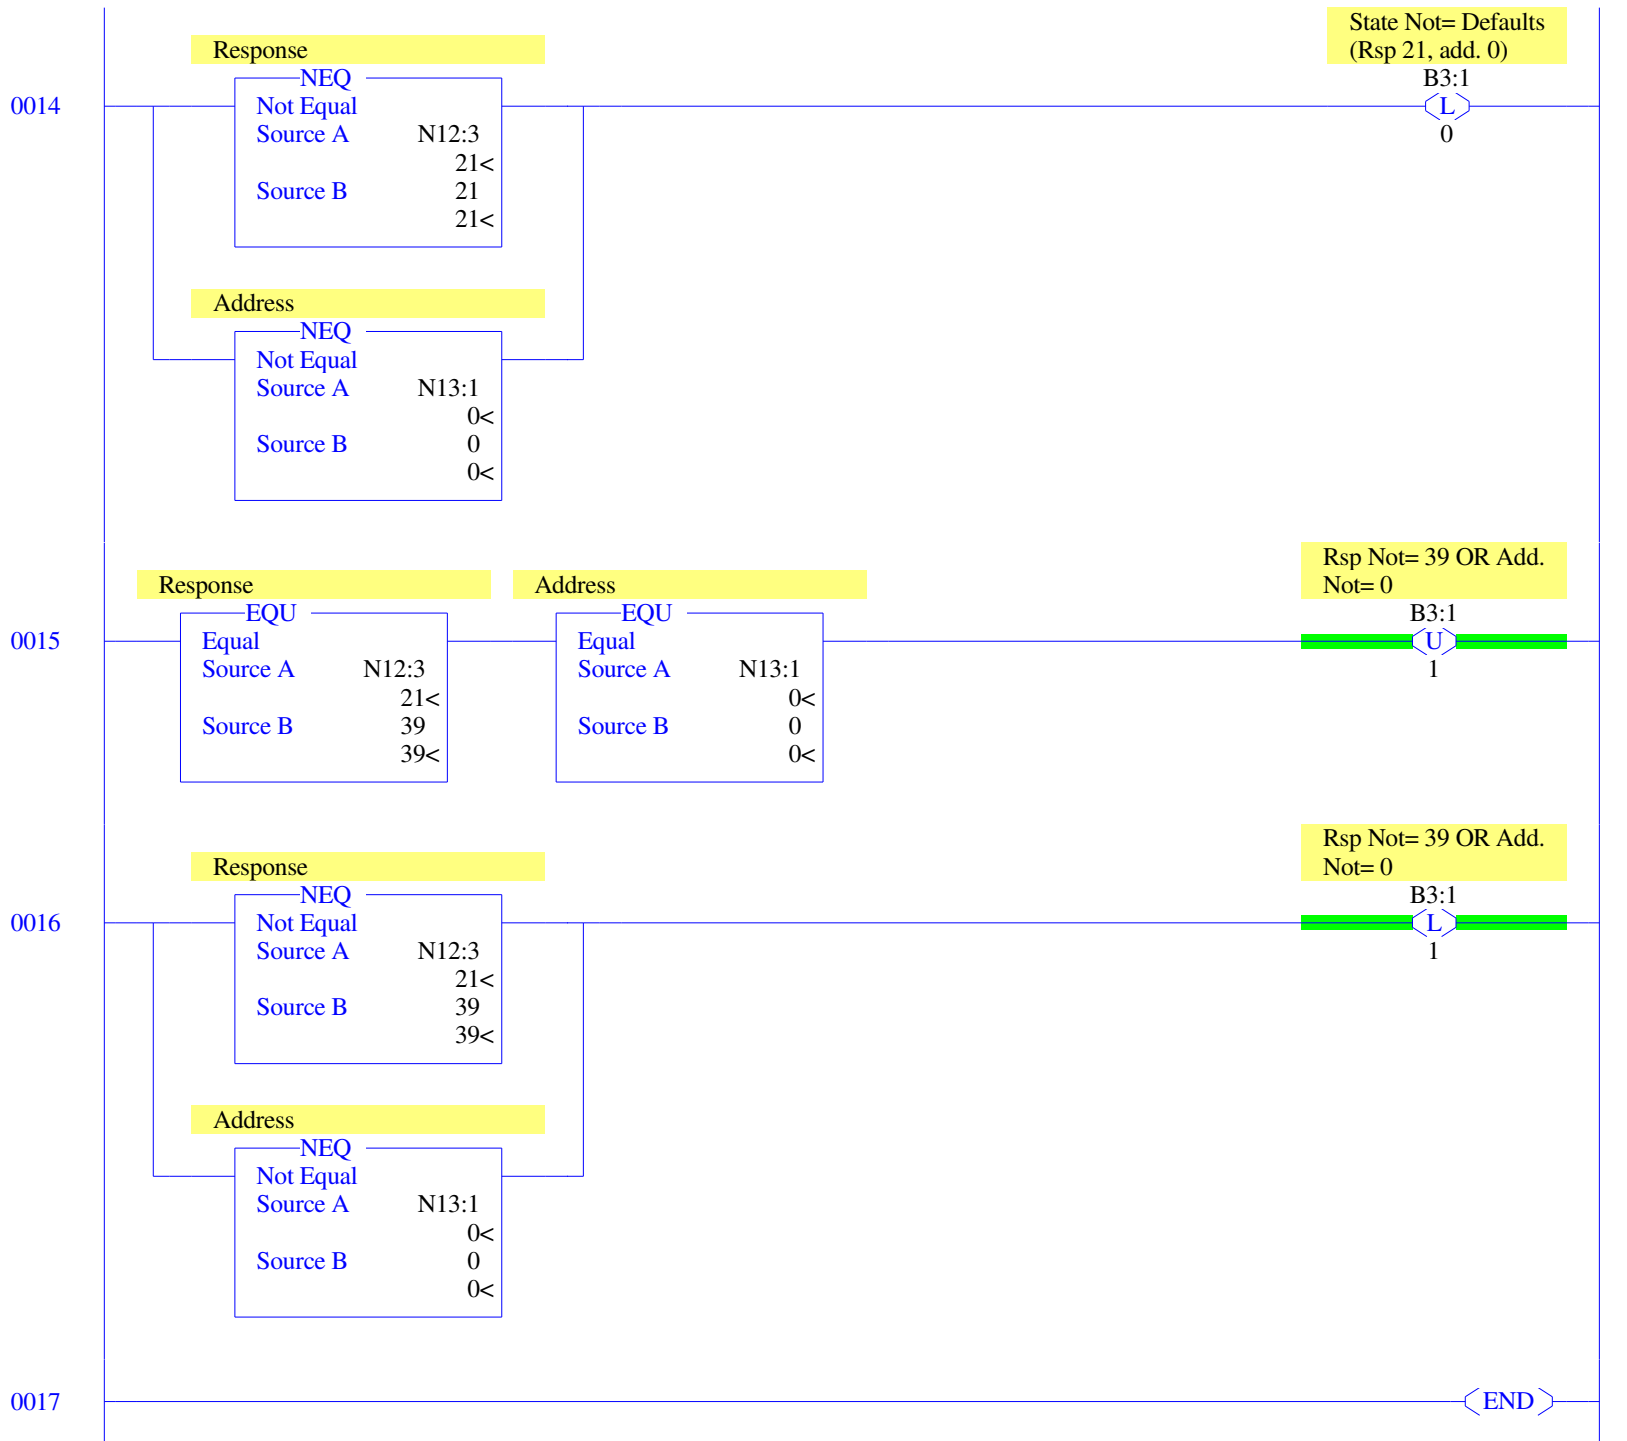 State Not= Defaults
(Rsp 21, add. 0)
B3:1
Response
NEQ
0014
Not Equal
L
Source A N12:3
0
21<
Source B 21
21<
Address
NEQ
Not Equal
Source A N13:1
0<
Source B 0
0<
Rsp Not= 39 OR Add.
Not= 0
B3:1
Response Address
EQU EQU
0015
Equal Equal
U
Source A N12:3 Source A N13:1
1
21< 0<
Source B 39 Source B 0
39< 0<
Rsp Not= 39 OR Add.
Not= 0
B3:1
Response
NEQ
0016
Not Equal
L
Source A N12:3
1
21<
Source B 39
39<
Address
NEQ
Not Equal
Source A N13:1
0<
Source B 0
0<
0017 END